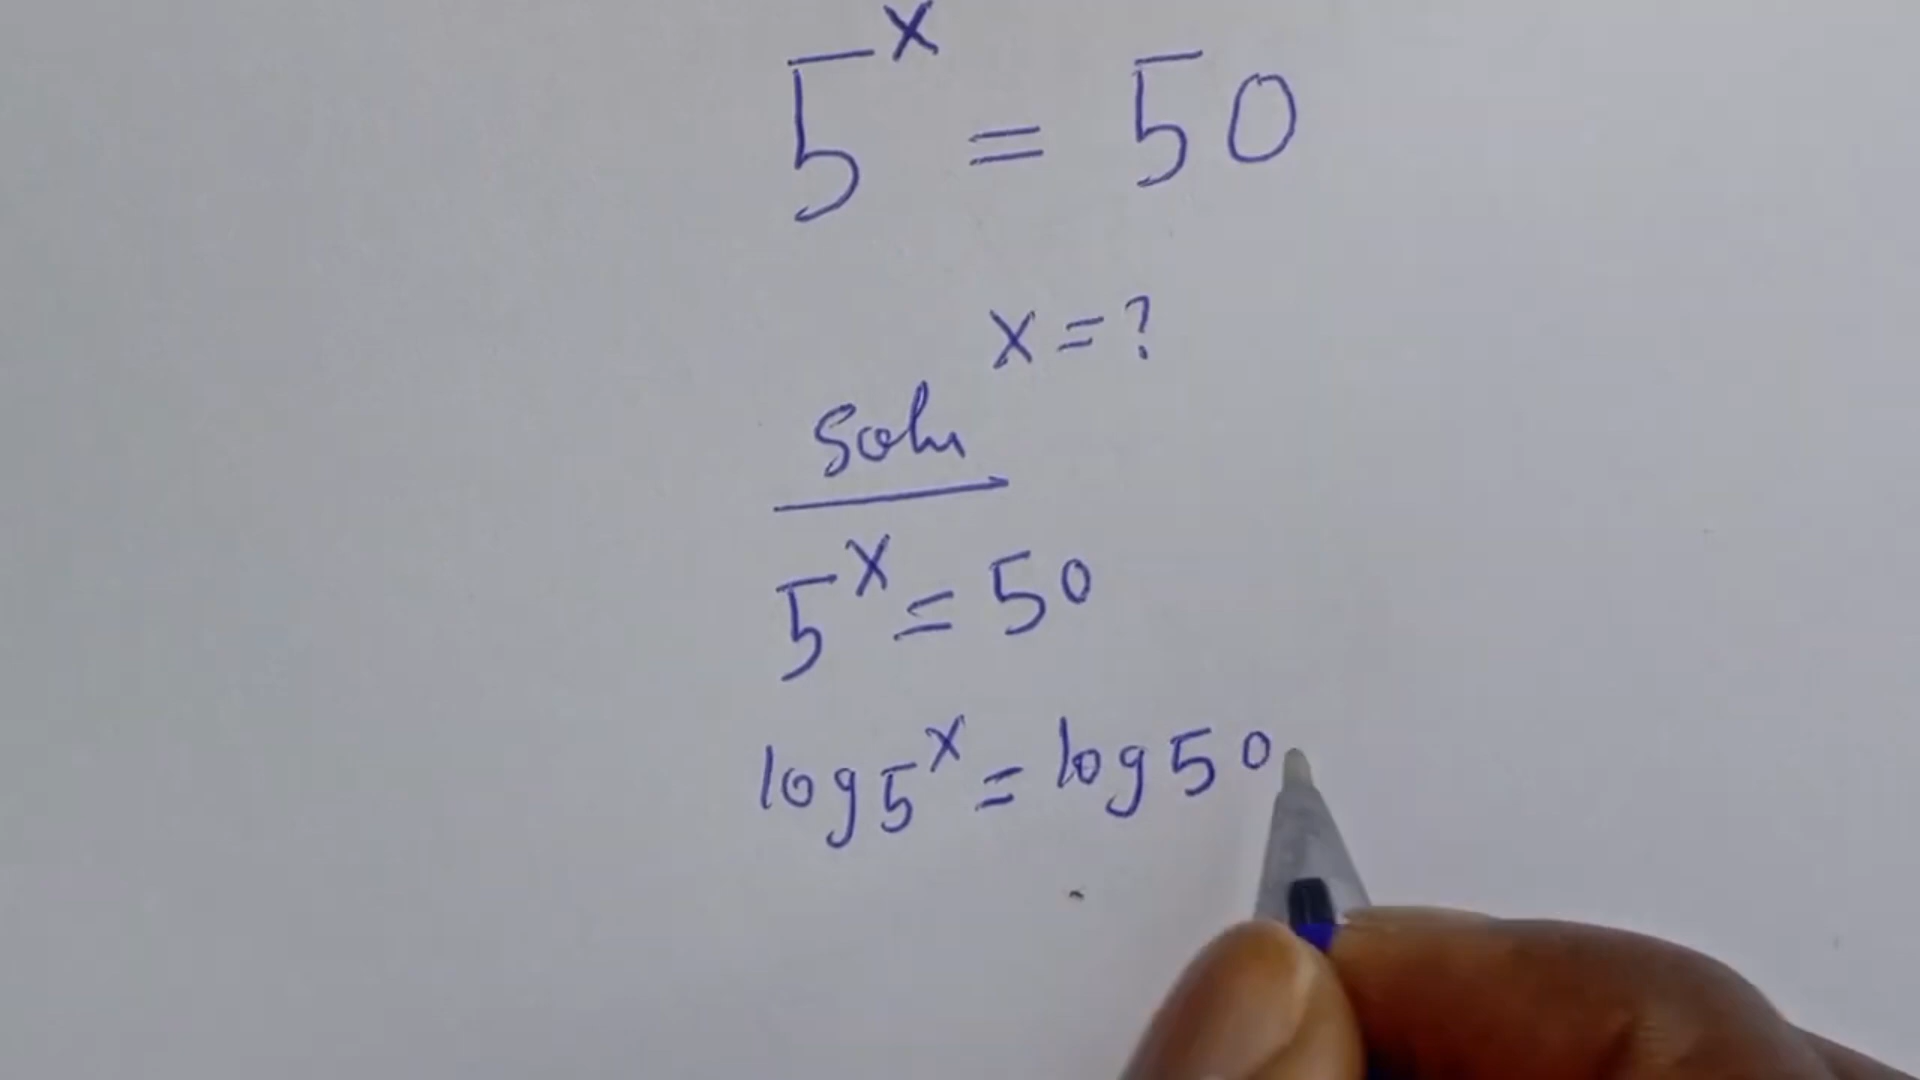 5^x = 50
x = ?
Soln
5^x = 50
log 5^x = log 50